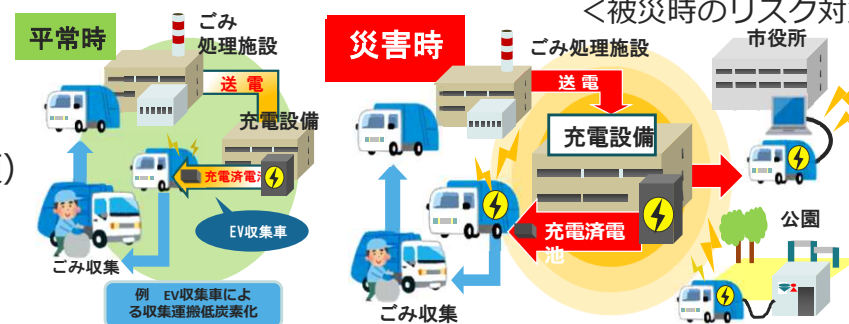 <被災時のリスク対
平常時
ごみ
処理施設
送 電
充電設備
充電済電池
EV収集車
ごみ収集
例 EV収集車によ
る収集運搬低炭素化
災害時
ごみ処理施設
送 電
充電設備
充電済電
池
ごみ収集
市役所
公園
)